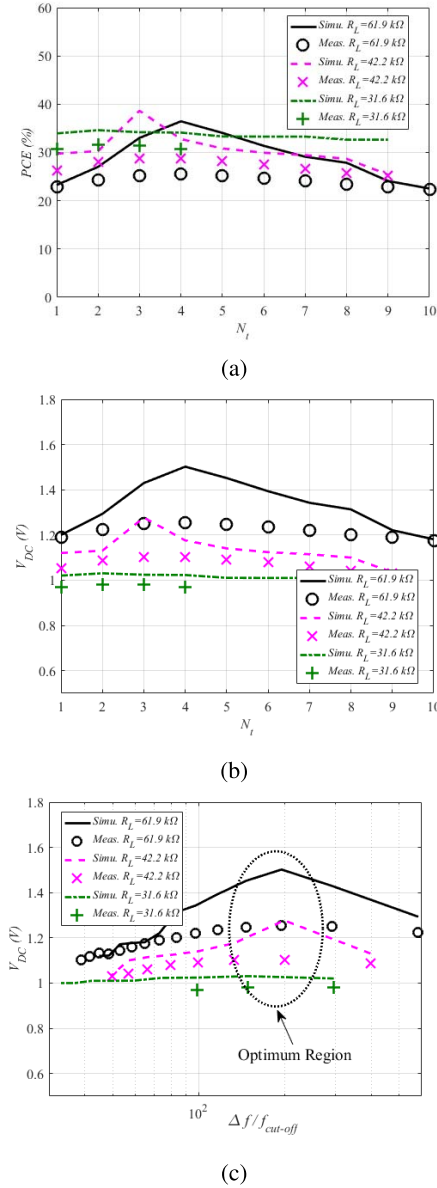 60
50
40
30
20
10
0
PCE (%)
Simu. R_L=61.9 kΩ
Meas. R_L=61.9 kΩ
Simu. R_L=42.2 kΩ
Meas. R_L=42.2 kΩ
Simu. R_L=31.6 kΩ
Meas. R_L=31.6 kΩ
1 2 3 4 5 6 7 8 9 10
N_t
(a)
1.8
1.6
1.4
1.2
1
0.8
0.6
V_DC (V)
Simu. R_L=61.9 kΩ
Meas. R_L=61.9 kΩ
Simu. R_L=42.2 kΩ
Meas. R_L=42.2 kΩ
Simu. R_L=31.6 kΩ
Meas. R_L=31.6 kΩ
1 2 3 4 5 6 7 8 9 10
N_t
(b)
1.8
1.6
1.4
1.2
1
0.8
0.6
V_DC (V)
Simu. R_L=61.9 kΩ
Meas. R_L=61.9 kΩ
Simu. R_L=42.2 kΩ
Meas. R_L=42.2 kΩ
Simu. R_L=31.6 kΩ
Meas. R_L=31.6 kΩ
Optimum Region
10^2
Δf/f_cut-off
(c)